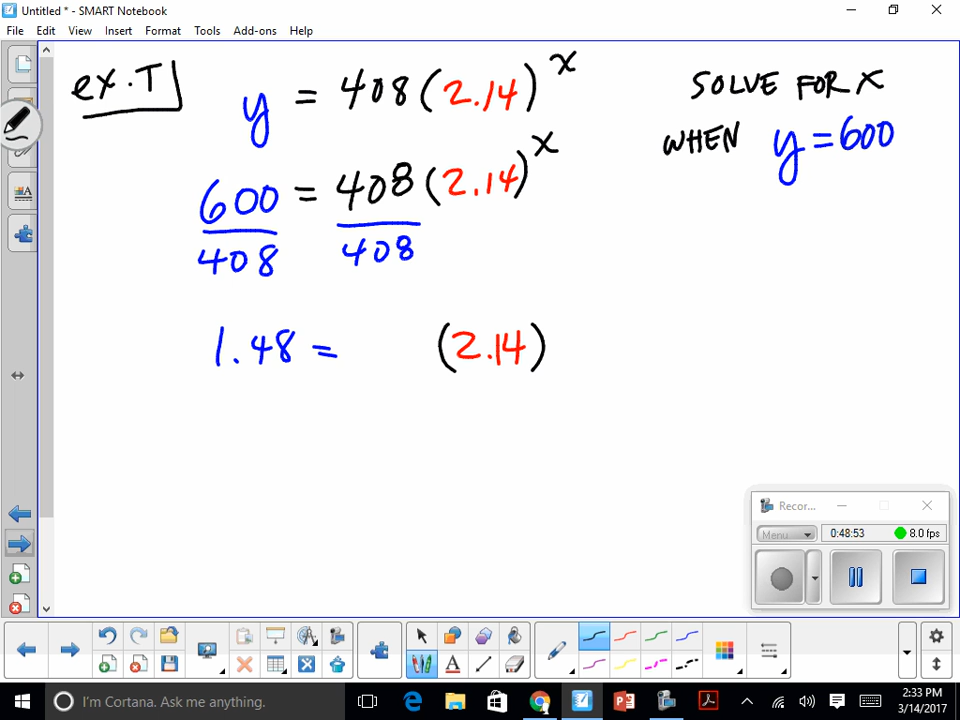 Untitled * - SMART Notebook
File Edit View Insert Format Tools Add-ons Help
ex.T
y = 408(2.14)^x
SOLVE FOR X
WHEN y=600
600 = 408(2.14)^x
408 408
1.48 = (2.14)
Recor...
Menu 0:48:53 8.0 fps
I'm Cortana. Ask me anything.
2:33 PM
3/14/2017